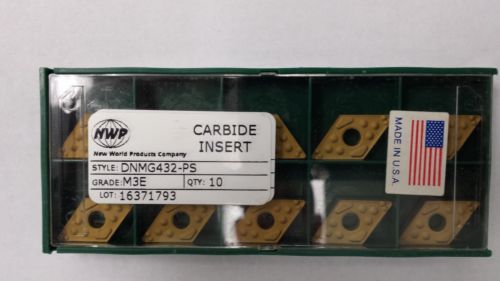 NWP
New World Products Company
CARBIDE
INSERT
STYLE: DNMG432-PS
GRADE: M3E
QTY: 10
LOT: 16371793
MADE IN U.S.A.